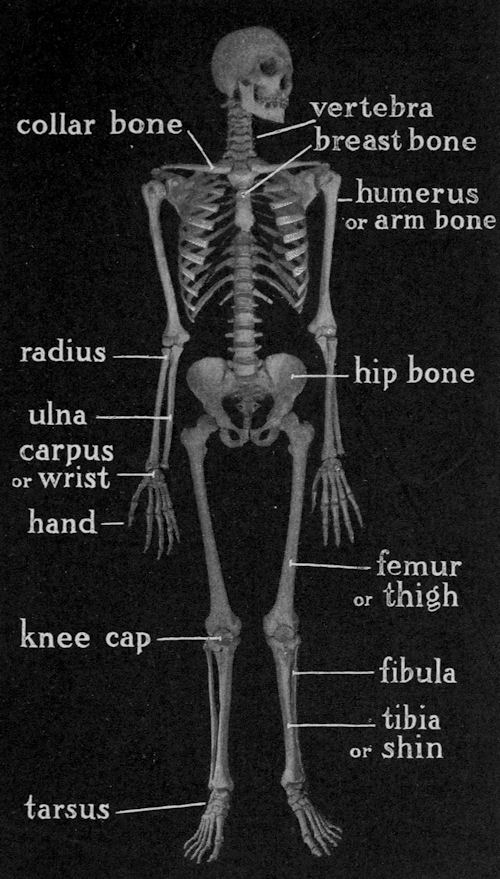 vertebra
collar bone
breast bone
humerus
or arm bone
radius
hip bone
ulna
carpus
or wrist
hand
femur
or thigh
knee cap
fibula
tibia
or shin
tarsus